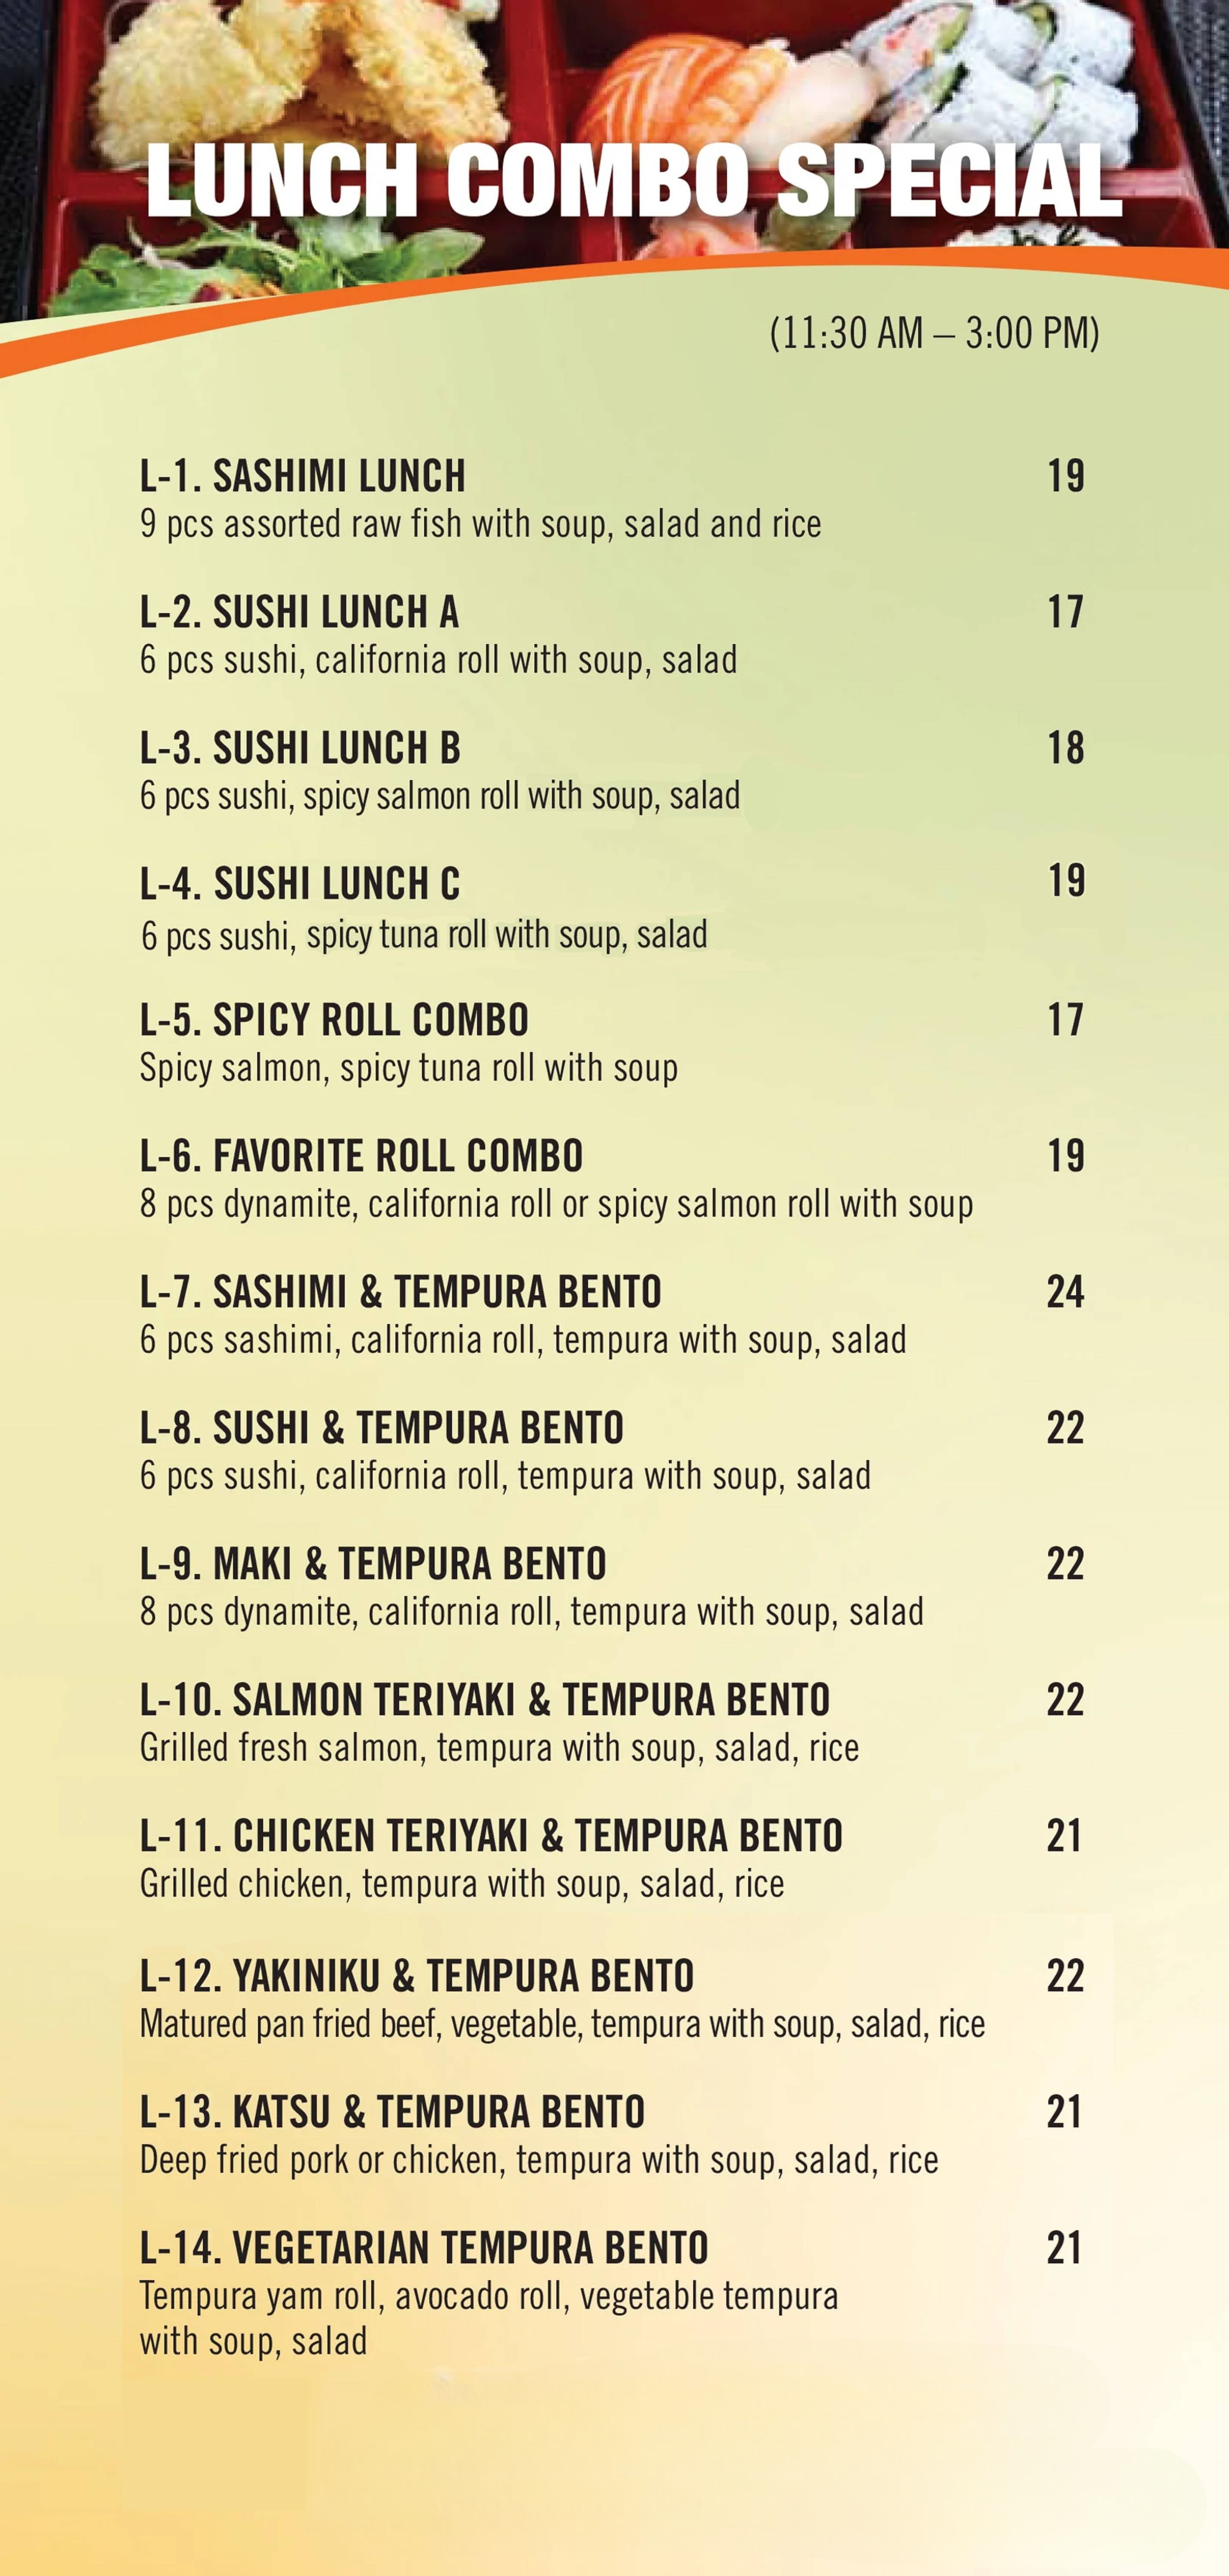 LUNCH COMBO SPECIAL
(11:30 AM – 3:00 PM)
L-1. SASHIMI LUNCH 19
9 pcs assorted raw fish with soup, salad and rice
L-2. SUSHI LUNCH A 17
6 pcs sushi, california roll with soup, salad
L-3. SUSHI LUNCH B 18
6 pcs sushi, spicy salmon roll with soup, salad
L-4. SUSHI LUNCH C 19
6 pcs sushi, spicy tuna roll with soup, salad
L-5. SPICY ROLL COMBO 17
Spicy salmon, spicy tuna roll with soup
L-6. FAVORITE ROLL COMBO 19
8 pcs dynamite, california roll or spicy salmon roll with soup
L-7. SASHIMI & TEMPURA BENTO 24
6 pcs sashimi, california roll, tempura with soup, salad
L-8. SUSHI & TEMPURA BENTO 22
6 pcs sushi, california roll, tempura with soup, salad
L-9. MAKI & TEMPURA BENTO 22
8 pcs dynamite, california roll, tempura with soup, salad
L-10. SALMON TERIYAKI & TEMPURA BENTO 22
Grilled fresh salmon, tempura with soup, salad, rice
L-11. CHICKEN TERIYAKI & TEMPURA BENTO 21
Grilled chicken, tempura with soup, salad, rice
L-12. YAKINIKU & TEMPURA BENTO 22
Matured pan fried beef, vegetable, tempura with soup, salad, rice
L-13. KATSU & TEMPURA BENTO 21
Deep fried pork or chicken, tempura with soup, salad, rice
L-14. VEGETARIAN TEMPURA BENTO 21
Tempura yam roll, avocado roll, vegetable tempura
with soup, salad